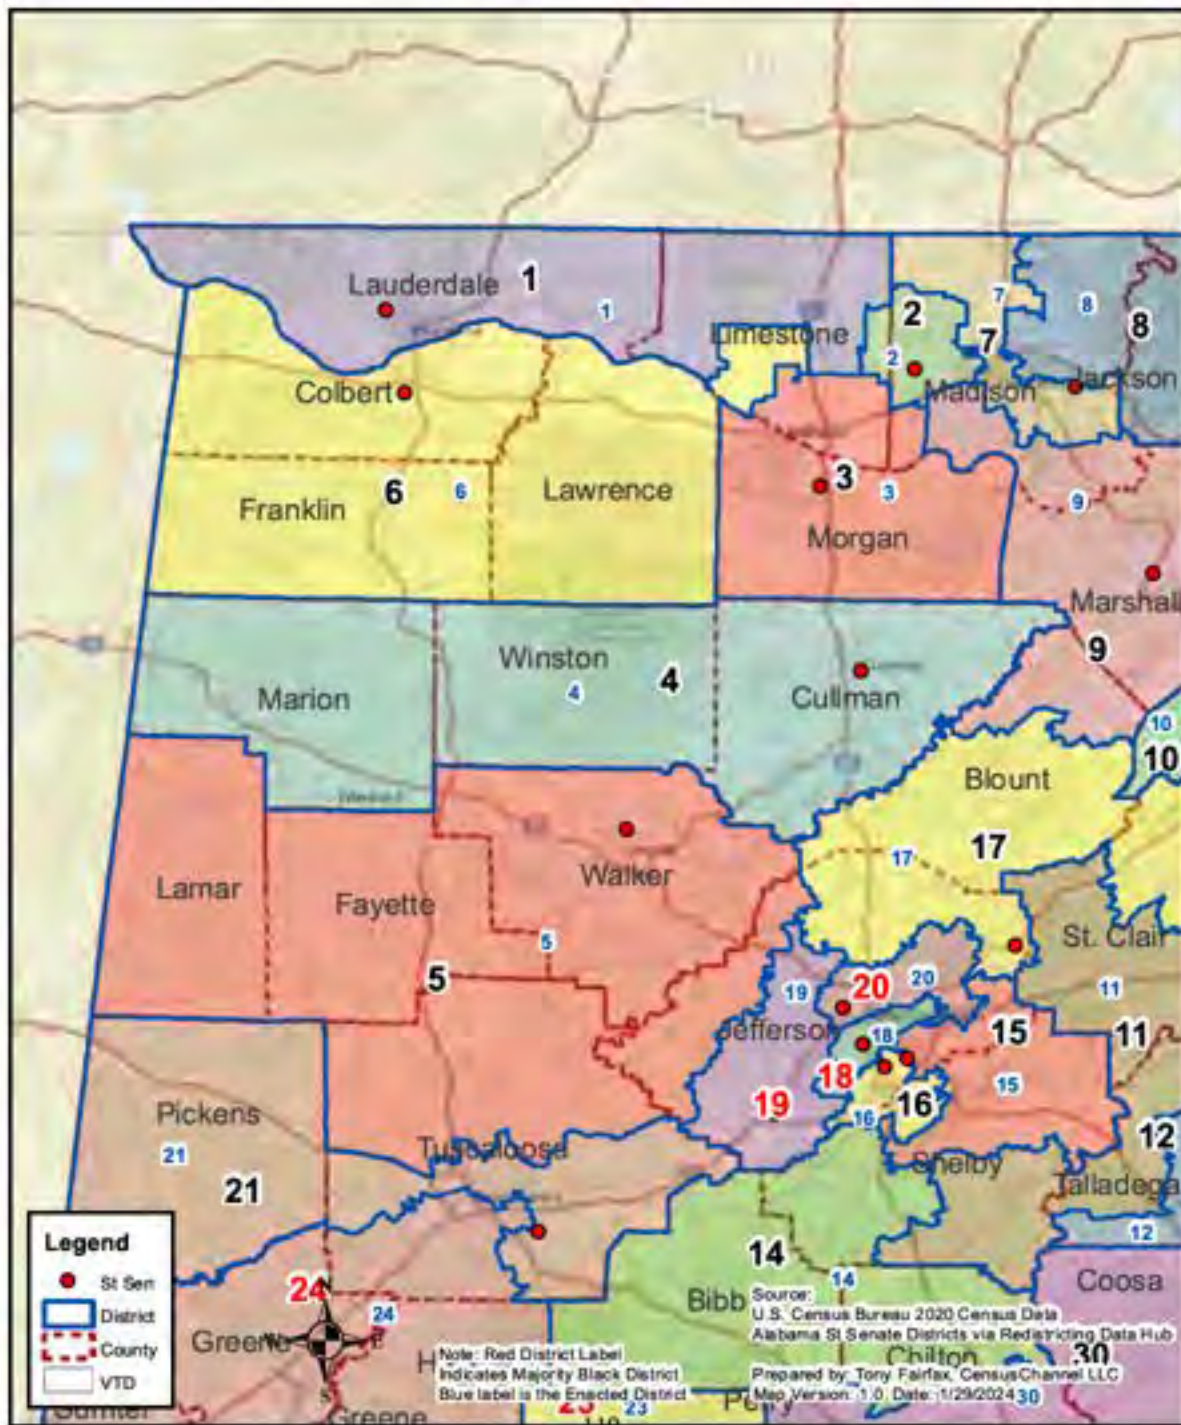 1
Lauderdale
1
2
7
7
8
8
Limestone
2
Colbert
Madison
Jackson
6
6
Lawrence
3
3
Franklin
9
Morgan
Marshall
Winston
4
4
9
Marion
Cullman
10
10
Blount
17
17
Walker
Lamar
Fayette
St. Clair
5
5
19
20
20
11
Jefferson
18
15
11
18
15
19
16
16
Pickens
12
21
Tuscaloosa
Shelby
Talladega
21
12
14
Coosa
14
24
24
Bibb
Greene
Chilton
30
30
23
Greene
Legend
St Sen
District
County
VTD
Note: Red District Label
Indicates Majority Black District
Blue label is the Enacted District
Source:
U.S. Census Bureau 2020 Census Data
Alabama St Senate Districts via Redistricting Data Hub
Prepared by: Tony Fairfax, CensusChannel LLC
Map Version: 1.0, Date: 1/29/2024